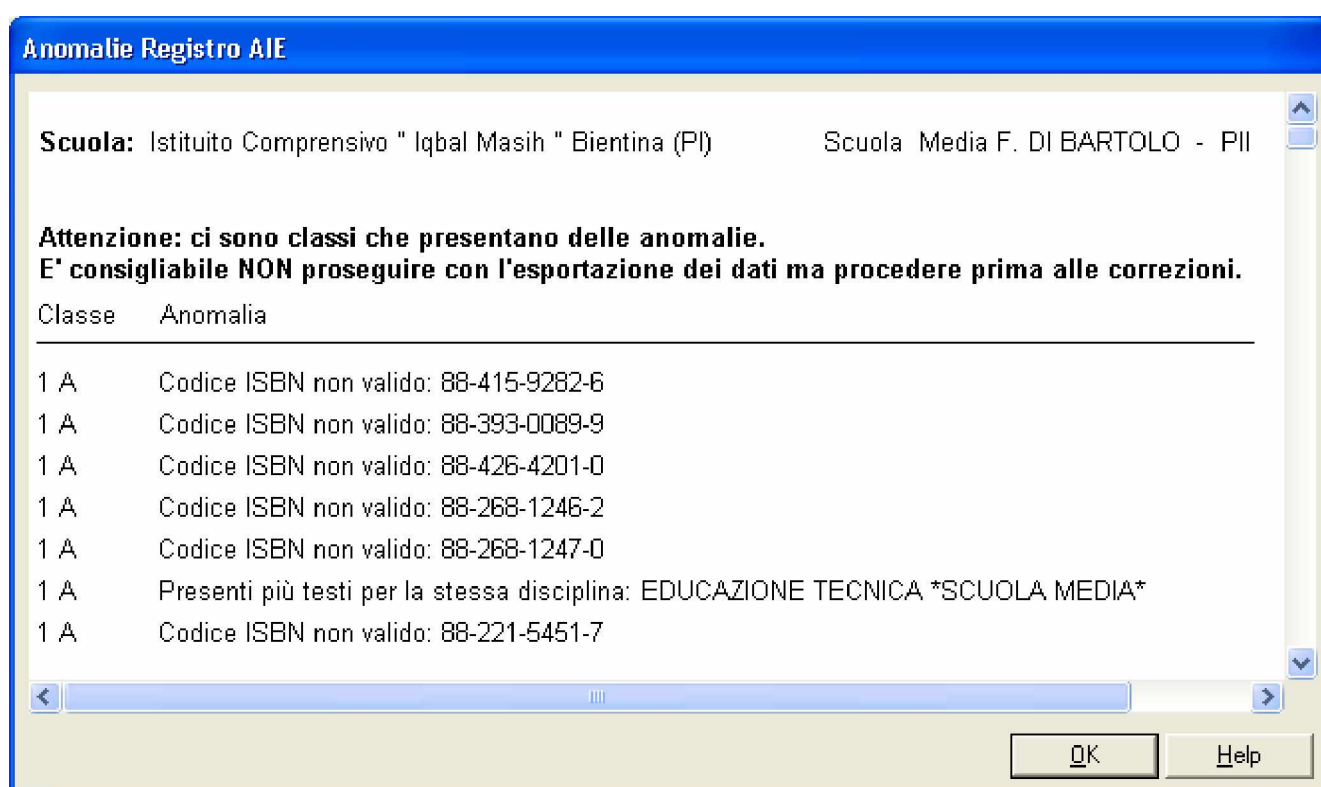 Anomalie Registro AIE
Scuola: Istituito Comprensivo " Iqbal Masih " Bientina (PI) Scuola Media F. DI BARTOLO - PII
Attenzione: ci sono classi che presentano delle anomalie.
E' consigliabile NON proseguire con l'esportazione dei dati ma procedere prima alle correzioni.
Classe Anomalia
1 A Codice ISBN non valido: 88-415-9282-6
1 A Codice ISBN non valido: 88-393-0089-9
1 A Codice ISBN non valido: 88-426-4201-0
1 A Codice ISBN non valido: 88-268-1246-2
1 A Codice ISBN non valido: 88-268-1247-0
1 A Presenti più testi per la stessa disciplina: EDUCAZIONE TECNICA *SCUOLA MEDIA*
1 A Codice ISBN non valido: 88-221-5451-7
OK Help